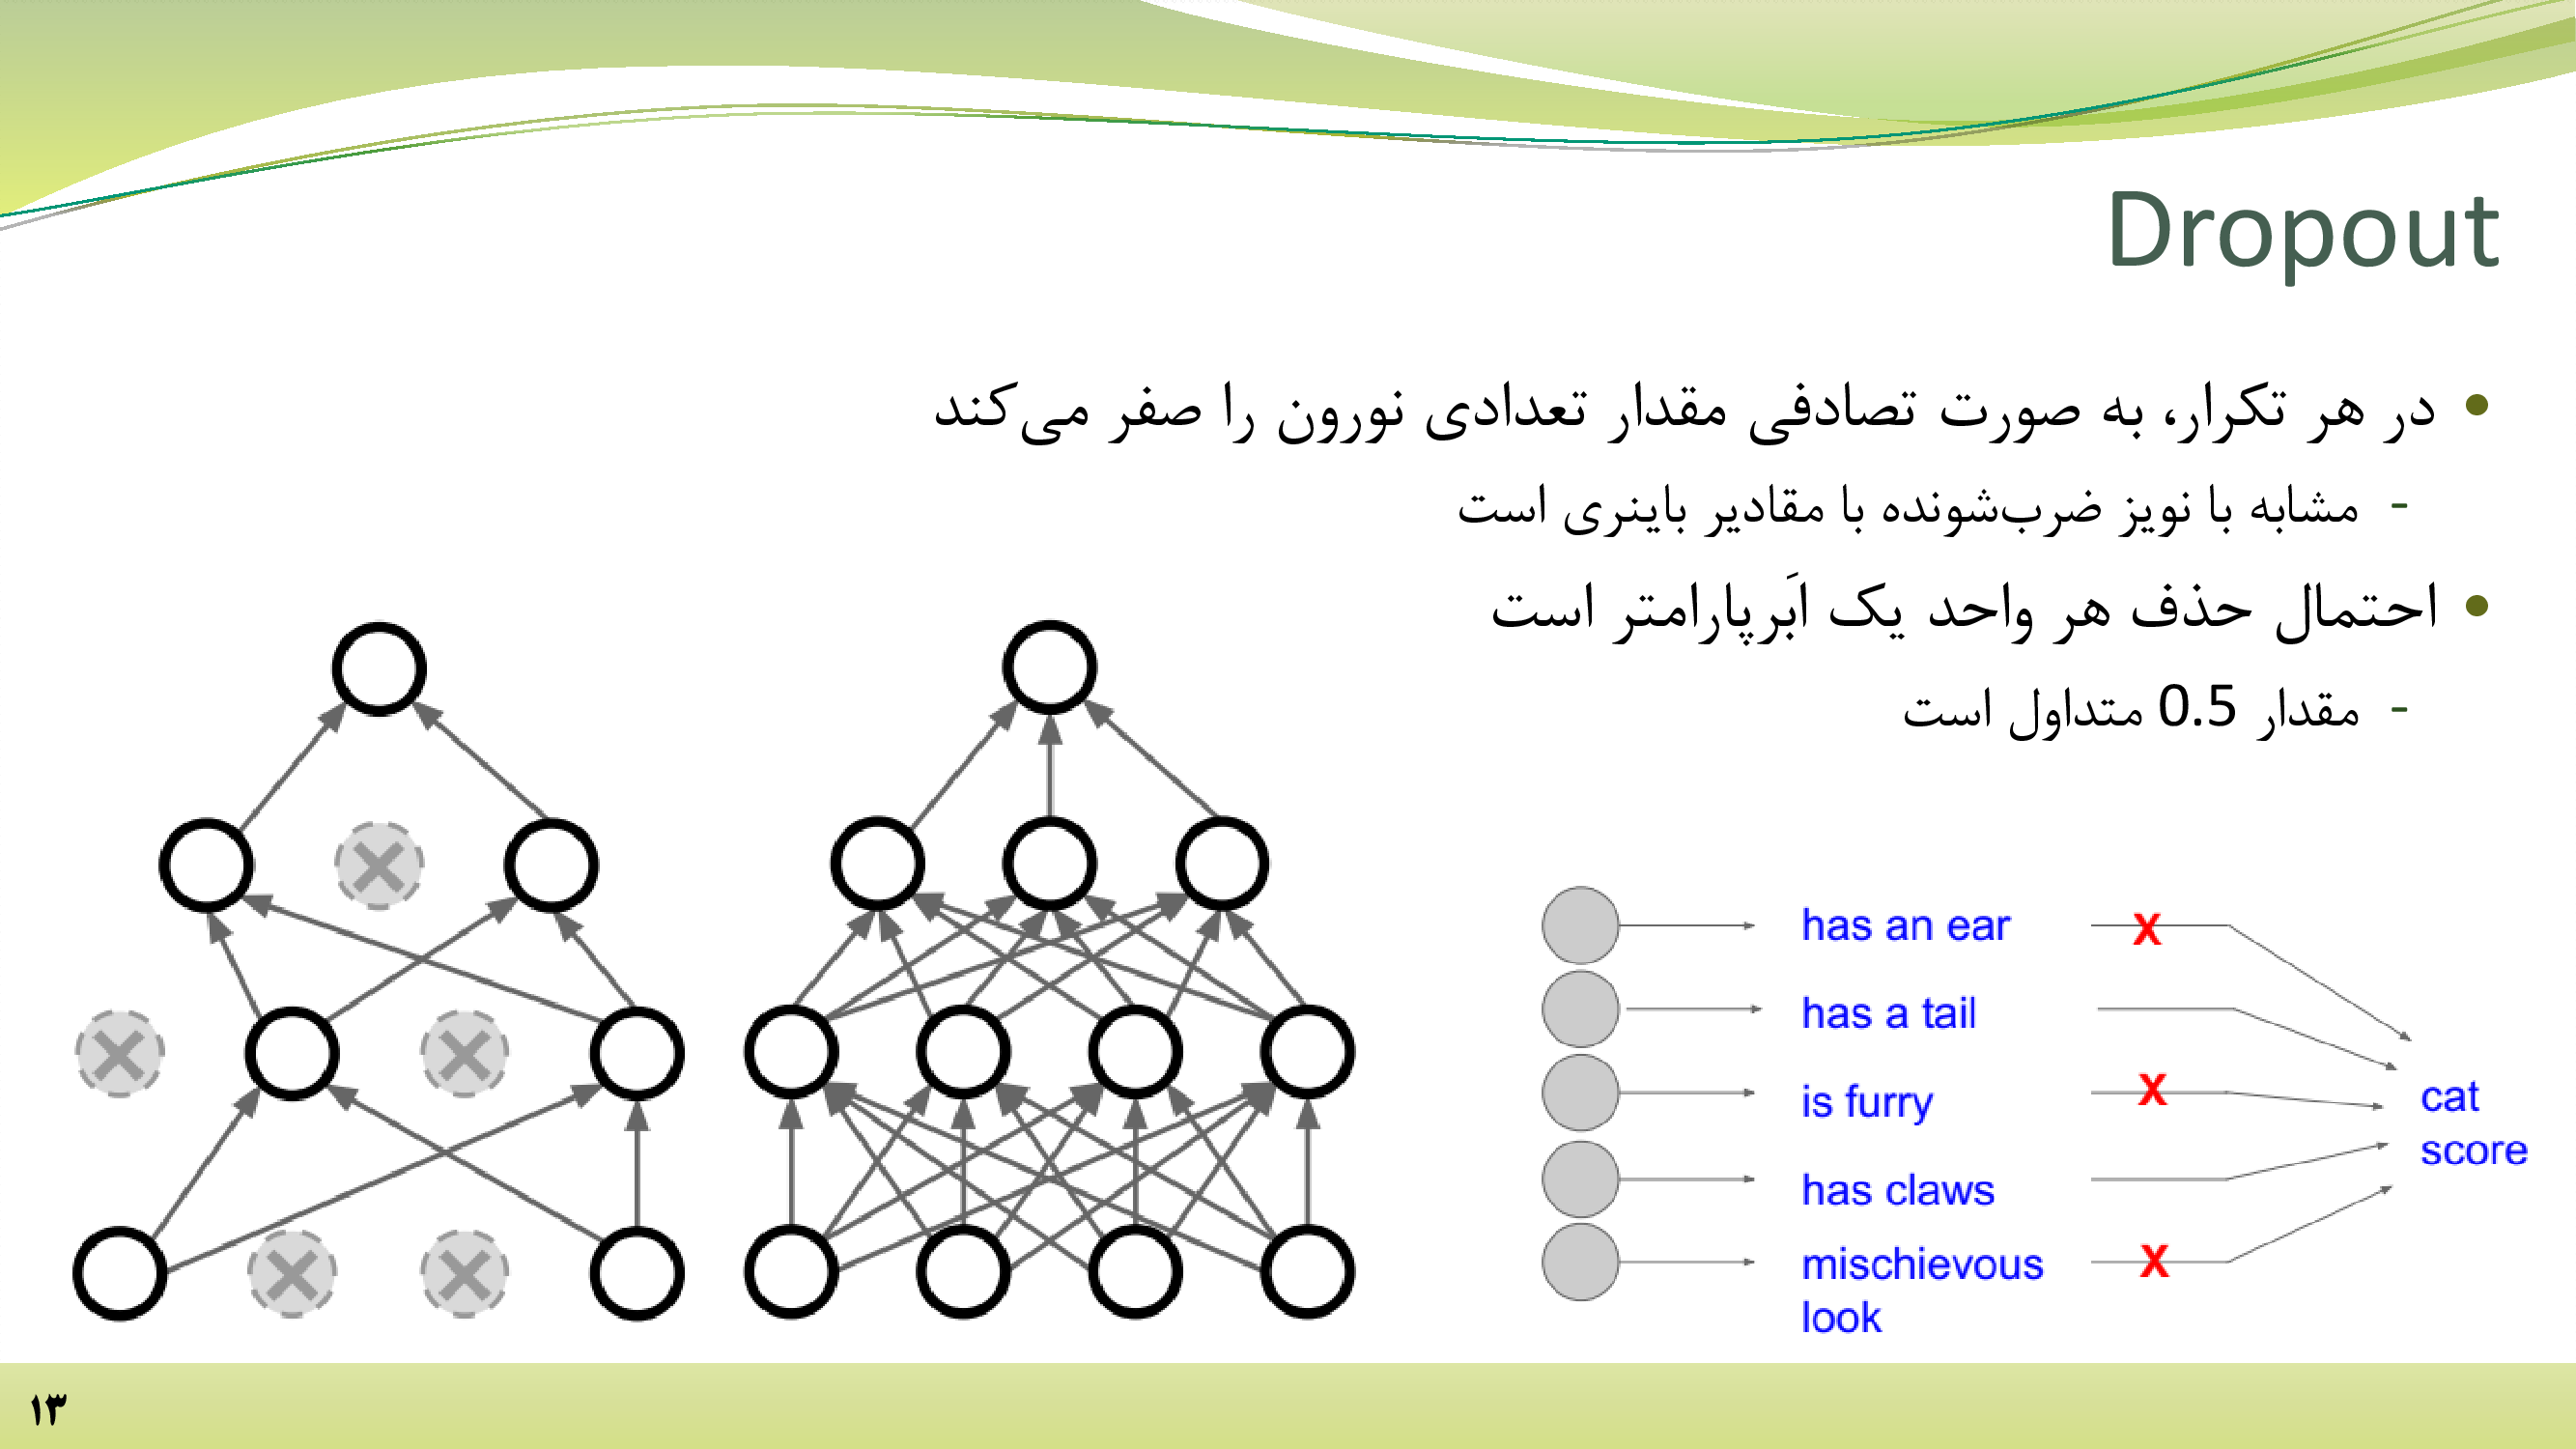 Dropout
• در هر تکرار، به صورت تصادفی مقدار تعدادی نورون را صفر می‌کند
- مشابه با نویز ضرب‌شونده با مقادیر باینری است
• احتمال حذف هر واحد یک اَبَرپارامتر است
- مقدار 0.5 متداول است
has an ear
X
has a tail
is furry
X
has claws
mischievous
look
X
cat
score
۱۳